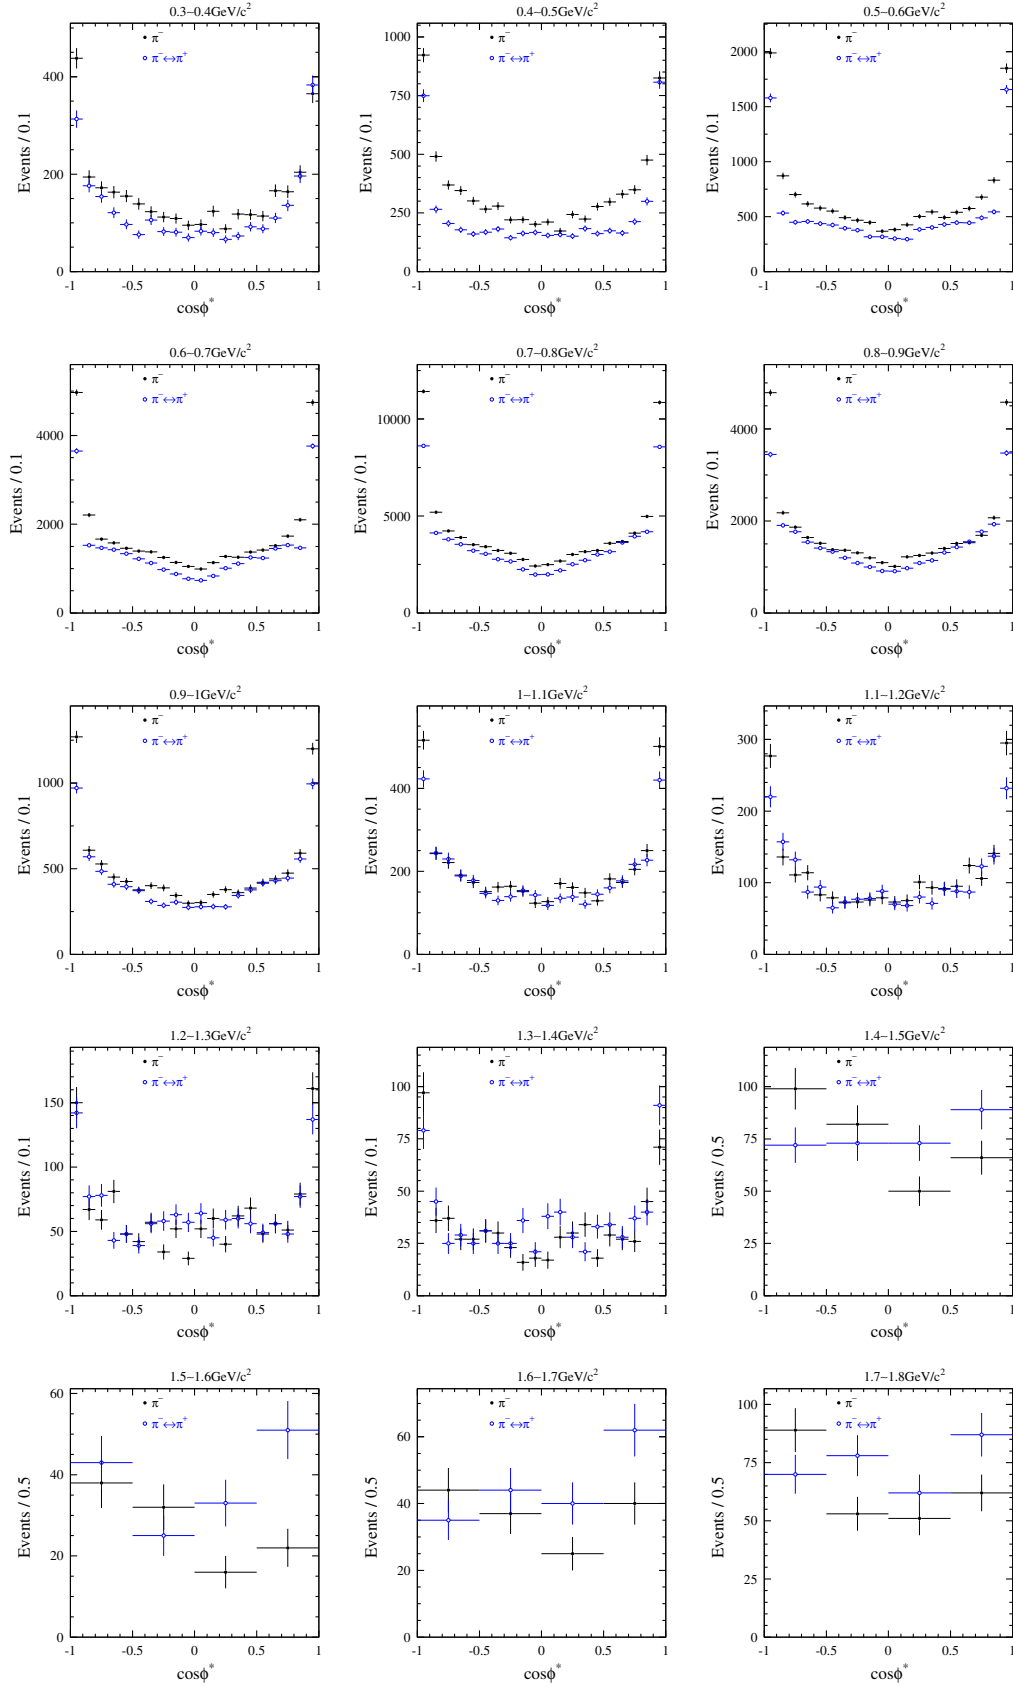 0.3~0.4GeV/c²
π⁻
π⁻↔π⁺
Events / 0.1
400
200
0
-1 -0.5 0 0.5 1
cosϕ*
0.4~0.5GeV/c²
π⁻
π⁻↔π⁺
Events / 0.1
1000
750
500
250
0
-1 -0.5 0 0.5 1
cosϕ*
0.5~0.6GeV/c²
π⁻
π⁻↔π⁺
Events / 0.1
2000
1500
1000
500
0
-1 -0.5 0 0.5 1
cosϕ*
0.6~0.7GeV/c²
π⁻
π⁻↔π⁺
Events / 0.1
4000
2000
0
-1 -0.5 0 0.5 1
cosϕ*
0.7~0.8GeV/c²
π⁻
π⁻↔π⁺
Events / 0.1
10000
5000
0
-1 -0.5 0 0.5 1
cosϕ*
0.8~0.9GeV/c²
π⁻
π⁻↔π⁺
Events / 0.1
4000
2000
0
-1 -0.5 0 0.5 1
cosϕ*
0.9~1GeV/c²
π⁻
π⁻↔π⁺
Events / 0.1
1000
500
0
-1 -0.5 0 0.5 1
cosϕ*
1~1.1GeV/c²
π⁻
π⁻↔π⁺
Events / 0.1
400
200
0
-1 -0.5 0 0.5 1
cosϕ*
1.1~1.2GeV/c²
π⁻
π⁻↔π⁺
Events / 0.1
300
200
100
0
-1 -0.5 0 0.5 1
cosϕ*
1.2~1.3GeV/c²
π⁻
π⁻↔π⁺
Events / 0.1
150
100
50
0
-1 -0.5 0 0.5 1
cosϕ*
1.3~1.4GeV/c²
π⁻
π⁻↔π⁺
Events / 0.1
100
75
50
25
0
-1 -0.5 0 0.5 1
cosϕ*
1.4~1.5GeV/c²
π⁻
π⁻↔π⁺
Events / 0.5
100
75
50
25
0
-1 -0.5 0 0.5 1
cosϕ*
1.5~1.6GeV/c²
π⁻
π⁻↔π⁺
Events / 0.5
60
40
20
0
-1 -0.5 0 0.5 1
cosϕ*
1.6~1.7GeV/c²
π⁻
π⁻↔π⁺
Events / 0.5
60
40
20
0
-1 -0.5 0 0.5 1
cosϕ*
1.7~1.8GeV/c²
π⁻
π⁻↔π⁺
Events / 0.5
100
75
50
25
0
-1 -0.5 0 0.5 1
cosϕ*